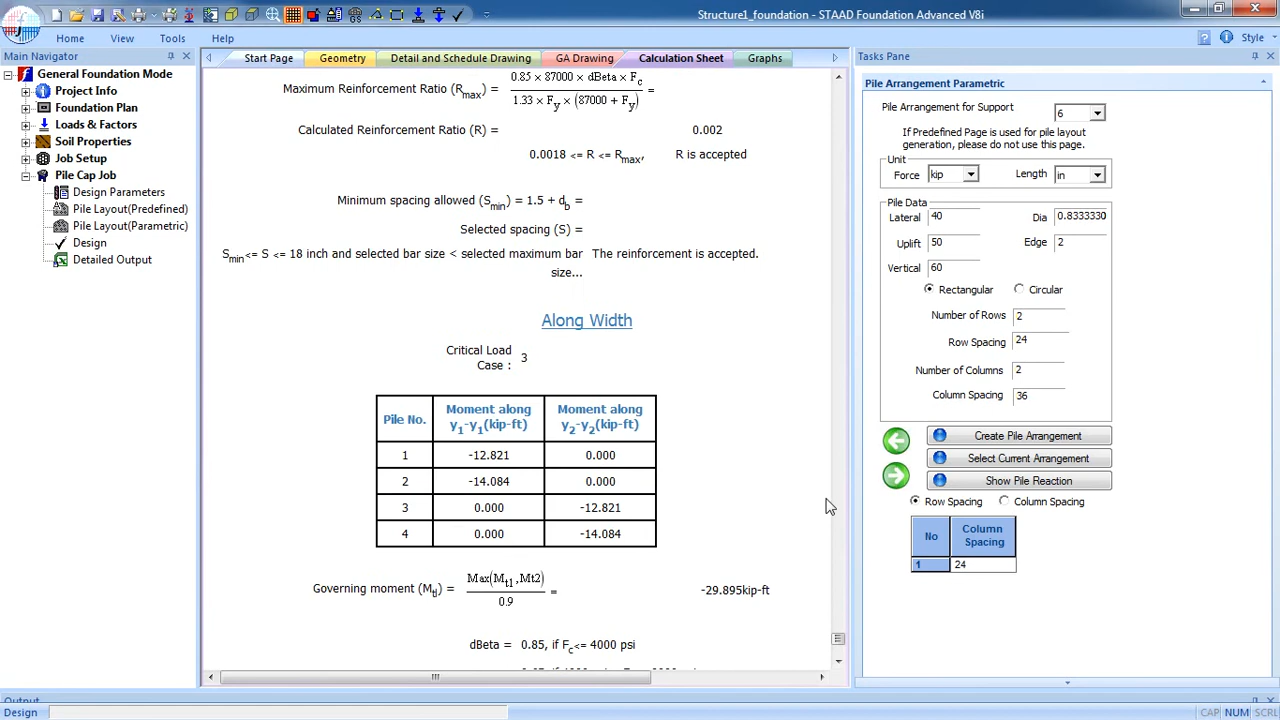 Structure1_foundation - STAAD Foundation Advanced V8i
Home View Tools Help
Style
Main Navigator
General Foundation Mode
Project Info
Foundation Plan
Loads & Factors
Soil Properties
Job Setup
Pile Cap Job
Design Parameters
Pile Layout(Predefined)
Pile Layout(Parametric)
Design
Detailed Output
Start Page Geometry Detail and Schedule Drawing GA Drawing Calculation Sheet Graphs
Maximum Reinforcement Ratio (Rmax) = 0.85 × 87000 × dBeta × Fc =
1.33 × Fy × (87000 + Fy)
Calculated Reinforcement Ratio (R) = 0.002
0.0018 <= R <= Rmax, R is accepted
Minimum spacing allowed (Smin) = 1.5 + db =
Selected spacing (S) =
Smin<= S <= 18 inch and selected bar size < selected maximum bar size... The reinforcement is accepted.
Along Width
Critical Load Case : 3
Pile No. Moment along y1-y1(kip-ft) Moment along y2-y2(kip-ft)
1 -12.821 0.000
2 -14.084 0.000
3 0.000 -12.821
4 0.000 -14.084
Governing moment (Mtl) = Max(Mt1,Mt2) = -29.895kip-ft
0.9
dBeta = 0.85, if Fc<= 4000 psi
Tasks Pane
Pile Arrangement Parametric
Pile Arrangement for Support 6
If Predefined Page is used for pile layout
generation, please do not use this page.
Unit
Force kip Length in
Pile Data
Lateral 40 Dia 0.8333330
Uplift 50 Edge 2
Vertical 60
Rectangular Circular
Number of Rows 2
Row Spacing 24
Number of Columns 2
Column Spacing 36
Create Pile Arrangement
Select Current Arrangement
Show Pile Reaction
Row Spacing Column Spacing
No Column Spacing
1 24
Output
Design
CAP NUM SCRL